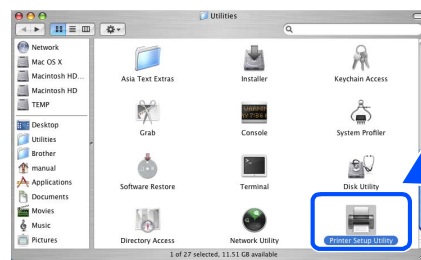 Utilities
Network
Mac OS X
Macintosh HD...
Macintosh HD
TEMP
Desktop
Utilities
Brother
manual
Applications
Documents
Movies
Music
Pictures
Asia Text Extras
Installer
Keychain Access
Grab
Console
System Profiler
Software Restore
Terminal
Disk Utility
Directory Access
Network Utility
Printer Setup Utility
1 of 27 selected, 11.51 GB available